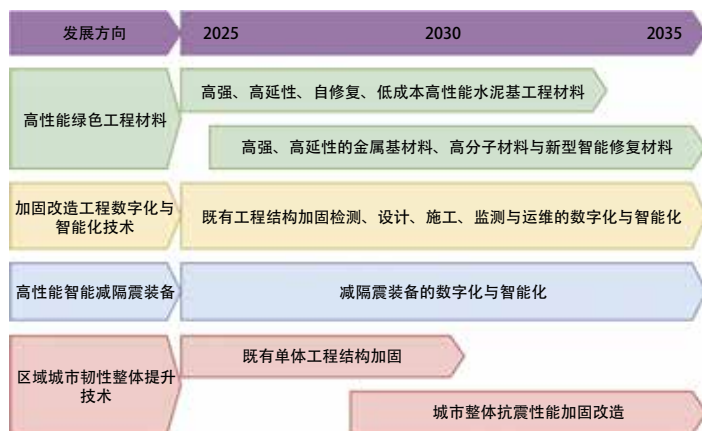 发展方向
2025
2030
2035
高性能绿色工程材料
高强、高延性、自修复、低成本高性能水泥基工程材料
高强、高延性的金属基材料、高分子材料与新型智能修复材料
加固改造工程数字化与
智能化技术
既有工程结构加固检测、设计、施工、监测与运维的数字化与智能化
高性能智能减隔震装备
减隔震装备的数字化与智能化
区域城市韧性整体提升
技术
既有单体工程结构加固
城市整体抗震性能加固改造